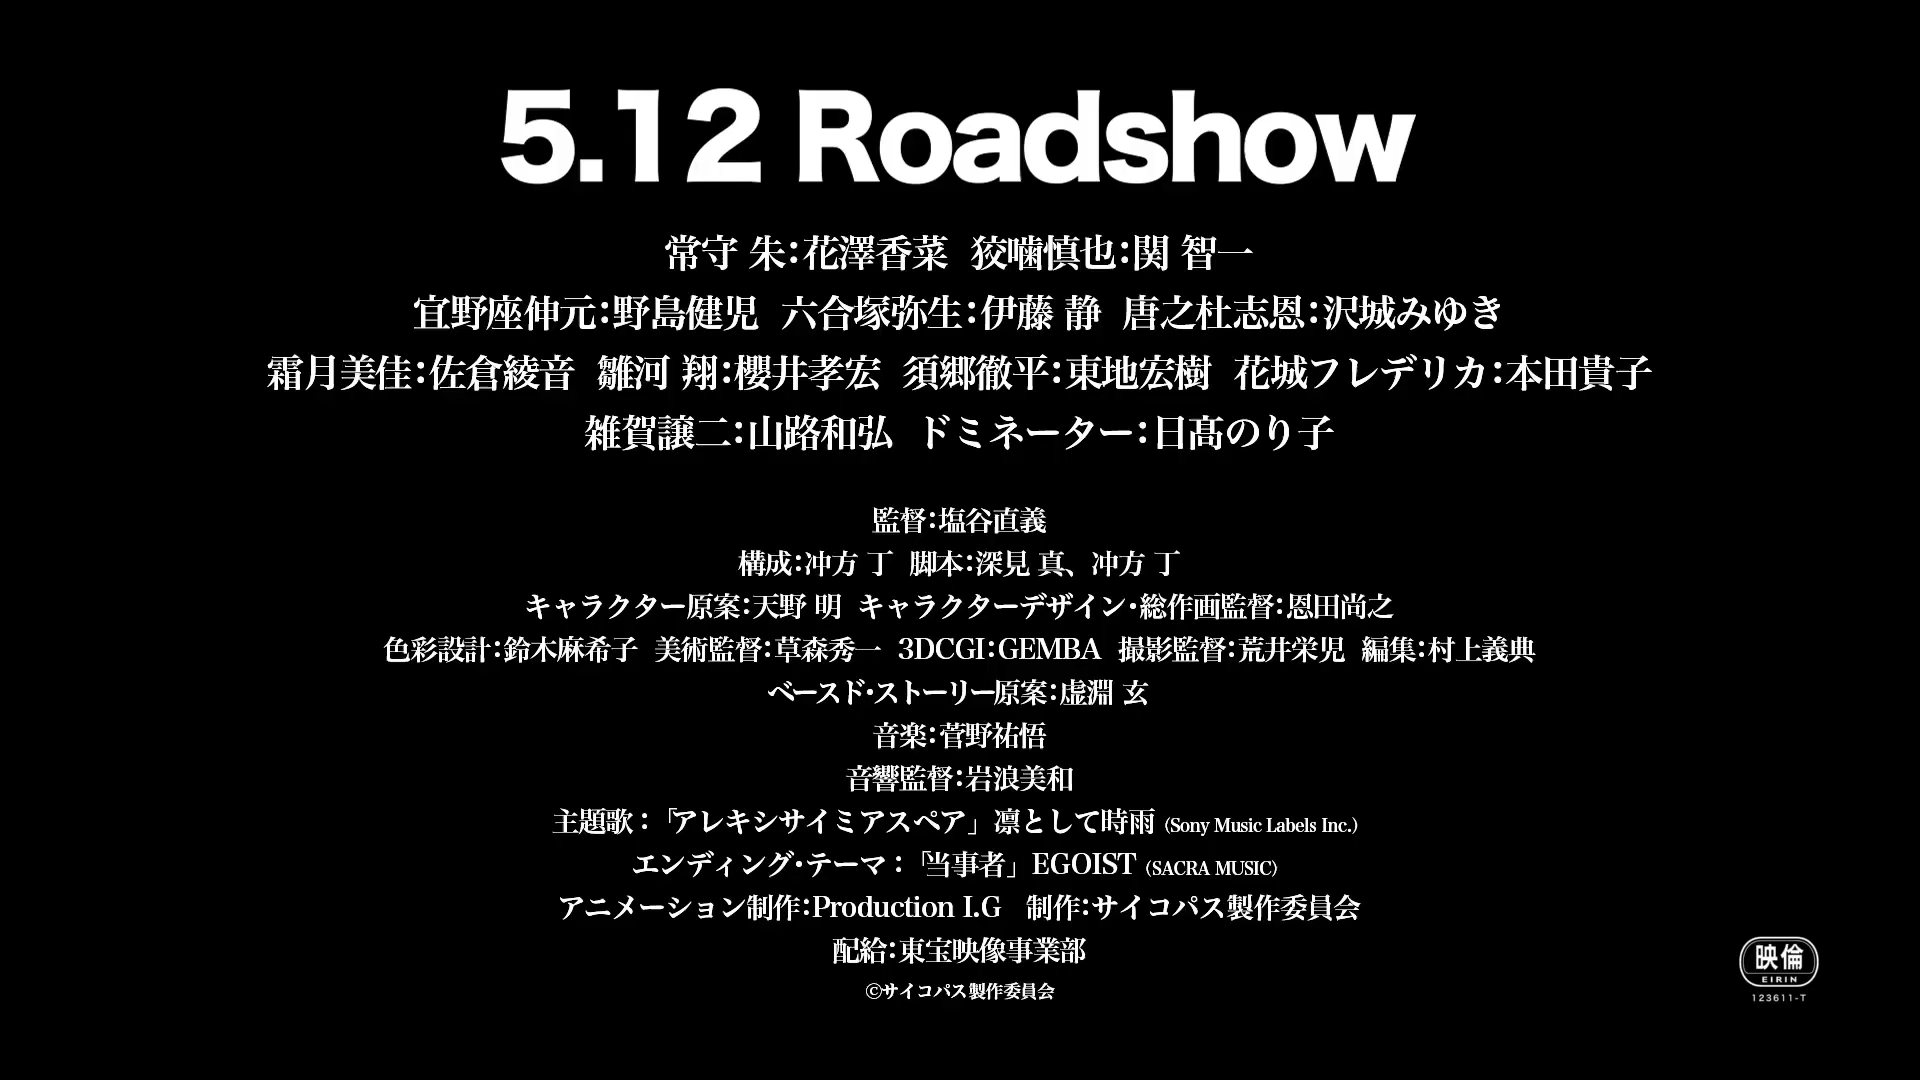 5.12 Roadshow
常守 朱:花澤香菜 狡噛慎也:関 智一
宜野座伸元:野島健児 六合塚弥生:伊藤 静 唐之杜志恩:沢城みゆき
霜月美佳:佐倉綾音 雛河 翔:櫻井孝宏 須郷徹平:東地宏樹 花城フレデリカ:本田貴子
雑賀譲二:山路和弘 ドミネーター:日髙のり子
監督:塩谷直義
構成:冲方 丁 脚本:深見 真、冲方 丁
キャラクター原案:天野 明 キャラクターデザイン・総作画監督:恩田尚之
色彩設計:鈴木麻希子 美術監督:草森秀一 3DCGI:GEMBA 撮影監督:荒井栄児 編集:村上義典
ベースド・ストーリー原案:虚淵 玄
音楽:菅野祐悟
音響監督:岩浪美和
主題歌:「アレキシサイミアスペア」凛として時雨 (Sony Music Labels Inc.)
エンディング・テーマ:「当事者」EGOIST (SACRA MUSIC)
アニメーション制作:Production I.G 制作:サイコパス製作委員会
配給:東宝映像事業部
©サイコパス製作委員会
映倫
EIRIN
123611-T